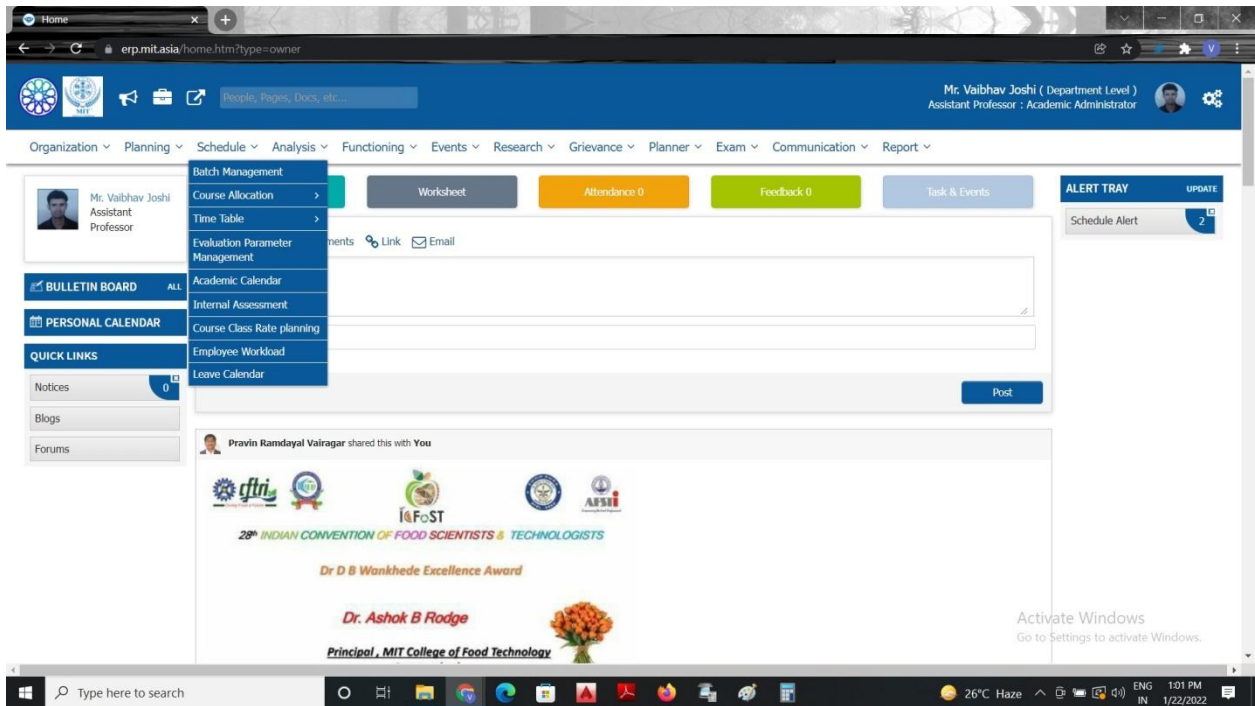 Home
erp.mit.asia/home.htm?type=owner
V
MIT
People, Pages, Docs, etc...
Mr. Vaibhav Joshi ( Department Level )
Assistant Professor : Academic Administrator
Organization Planning Schedule Analysis Functioning Events Research Grievance Planner Exam Communication Report
Batch Management
Course Allocation
Time Table
Evaluation Parameter
Management
Academic Calendar
Internal Assessment
Course Class Rate planning
Employee Workload
Leave Calendar
Mr. Vaibhav Joshi
Assistant
Professor
Worksheet
Attendance 0
Feedback 0
Task & Events
ALERT TRAY UPDATE
Schedule Alert 2
Link Email
BULLETIN BOARD ALL
PERSONAL CALENDAR
QUICK LINKS
Notices 0
Blogs
Forums
Post
Pravin Ramdayal Vairagar shared this with You
cftri
ICFoST
AFSTI
28th INDIAN CONVENTION OF FOOD SCIENTISTS & TECHNOLOGISTS
Dr D B Wankhede Excellence Award
Dr. Ashok B Rodge
Principal , MIT College of Food Technology
Activate Windows
Go to Settings to activate Windows.
Type here to search
26°C Haze
ENG
IN
1:01 PM
1/22/2022